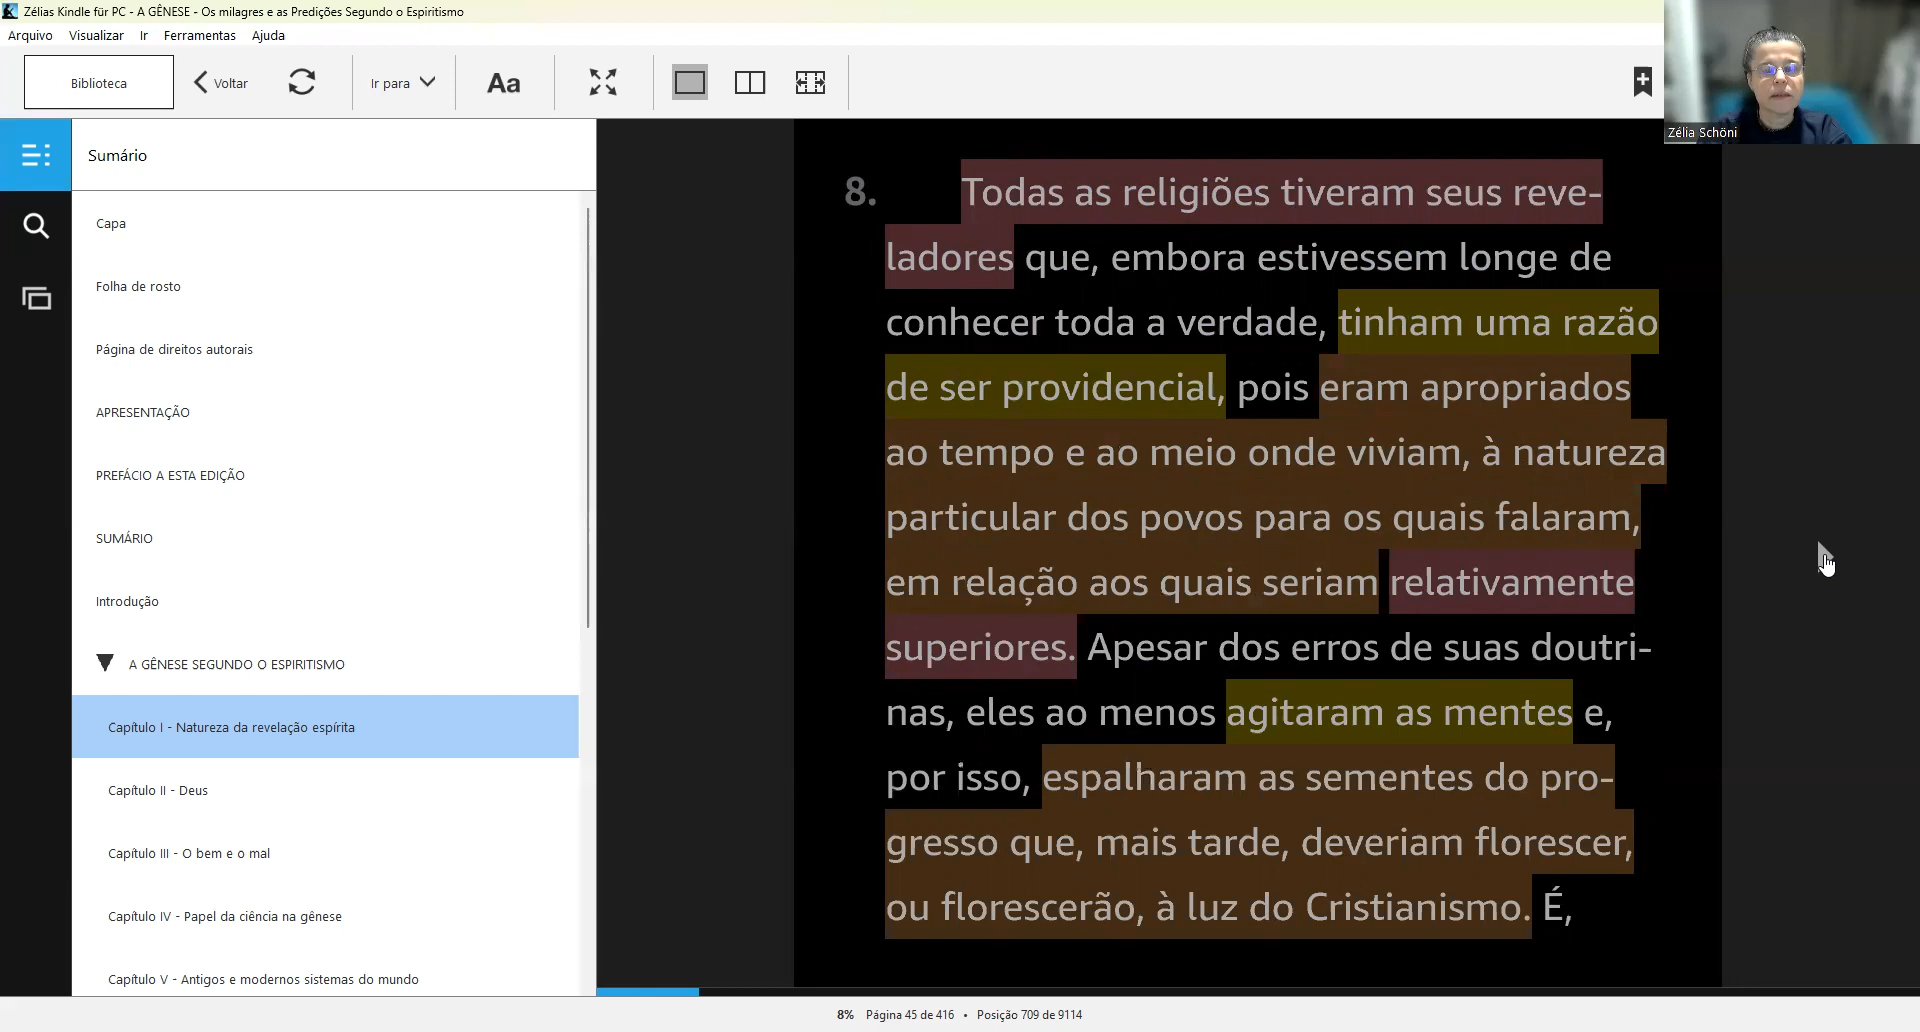 Zélias Kindle für PC - A GÊNESE - Os milagres e as Predições Segundo o Espiritismo
Arquivo Visualizar Ir Ferramentas Ajuda
Biblioteca Voltar Ir para Aa
Zélia Schöni
Sumário
Capa
Folha de rosto
Página de direitos autorais
APRESENTAÇÃO
PREFÁCIO A ESTA EDIÇÃO
SUMÁRIO
Introdução
A GÊNESE SEGUNDO O ESPIRITISMO
Capítulo I - Natureza da revelação espírita
Capítulo II - Deus
Capítulo III - O bem e o mal
Capítulo IV - Papel da ciência na gênese
Capítulo V - Antigos e modernos sistemas do mundo
8. Todas as religiões tiveram seus reve-
ladores que, embora estivessem longe de
conhecer toda a verdade, tinham uma razão
de ser providencial, pois eram apropriados
ao tempo e ao meio onde viviam, à natureza
particular dos povos para os quais falaram,
em relação aos quais seriam relativamente
superiores. Apesar dos erros de suas doutri-
nas, eles ao menos agitaram as mentes e,
por isso, espalharam as sementes do pro-
gresso que, mais tarde, deveriam florescer,
ou florescerão, à luz do Cristianismo. É,
8% Página 45 de 416 • Posição 709 de 9114